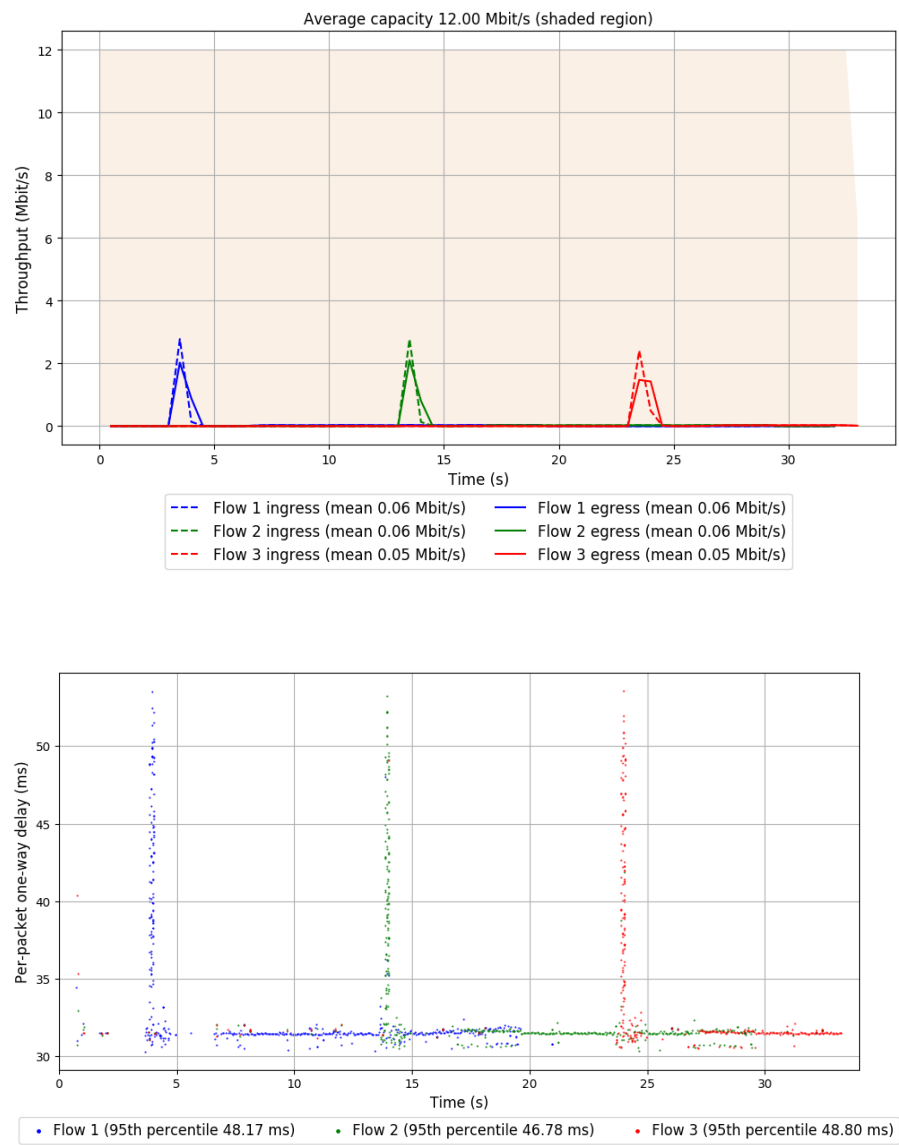 Average capacity 12.00 Mbit/s (shaded region)
12
10
8
6
4
2
0
Throughput (Mbit/s)
0 5 10 15 20 25 30
Time (s)
Flow 1 ingress (mean 0.06 Mbit/s) Flow 1 egress (mean 0.06 Mbit/s)
Flow 2 ingress (mean 0.06 Mbit/s) Flow 2 egress (mean 0.06 Mbit/s)
Flow 3 ingress (mean 0.05 Mbit/s) Flow 3 egress (mean 0.05 Mbit/s)
50
45
40
35
30
Per-packet one-way delay (ms)
0 5 10 15 20 25 30
Time (s)
Flow 1 (95th percentile 48.17 ms) Flow 2 (95th percentile 46.78 ms) Flow 3 (95th percentile 48.80 ms)